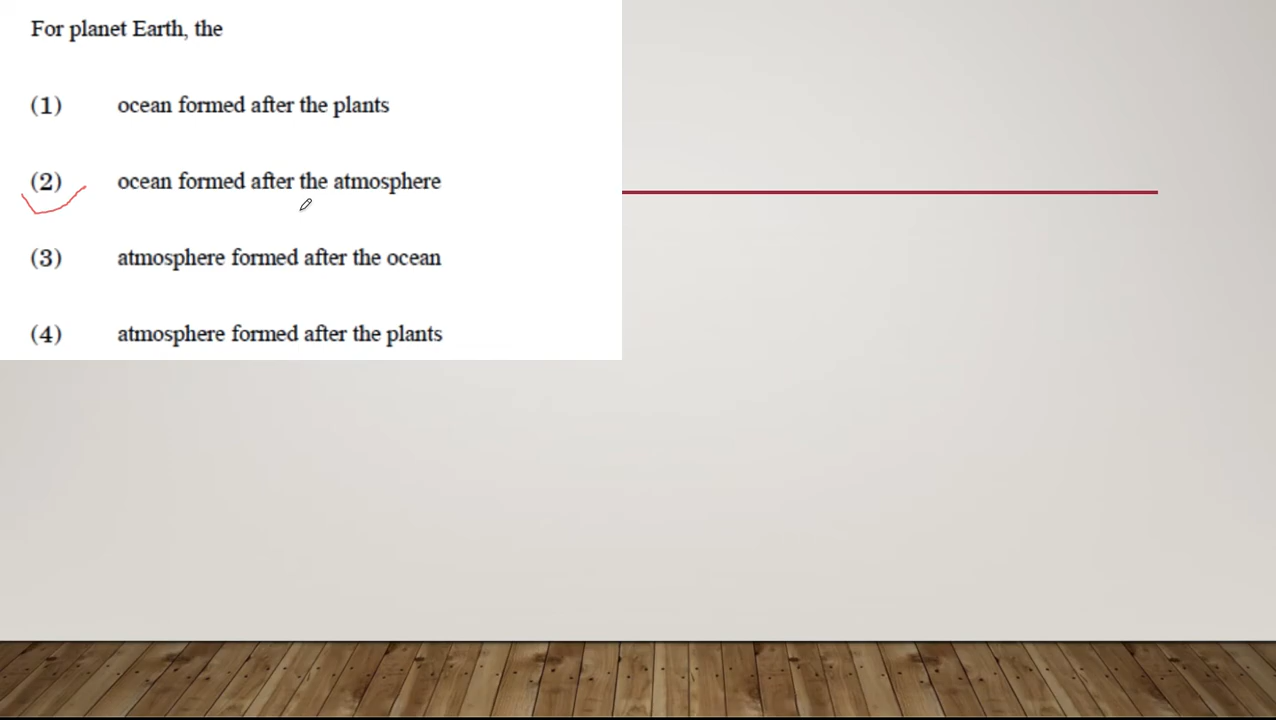 For planet Earth, the
(1) ocean formed after the plants
(2) ocean formed after the atmosphere
(3) atmosphere formed after the ocean
(4) atmosphere formed after the plants